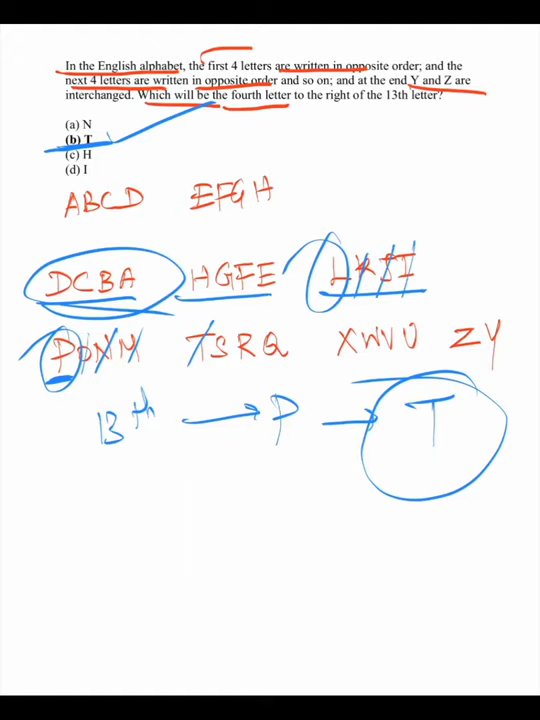 In the English alphabet, the first 4 letters are written in opposite order; and the
next 4 letters are written in opposite order and so on; and at the end Y and Z are
interchanged. Which will be the fourth letter to the right of the 13th letter?
(a) N
(b) T
(c) H
(d) I
ABCD EFGH
DCBA HGFE LKJI
PONM TSRQ XWVU ZY
13th → P → T